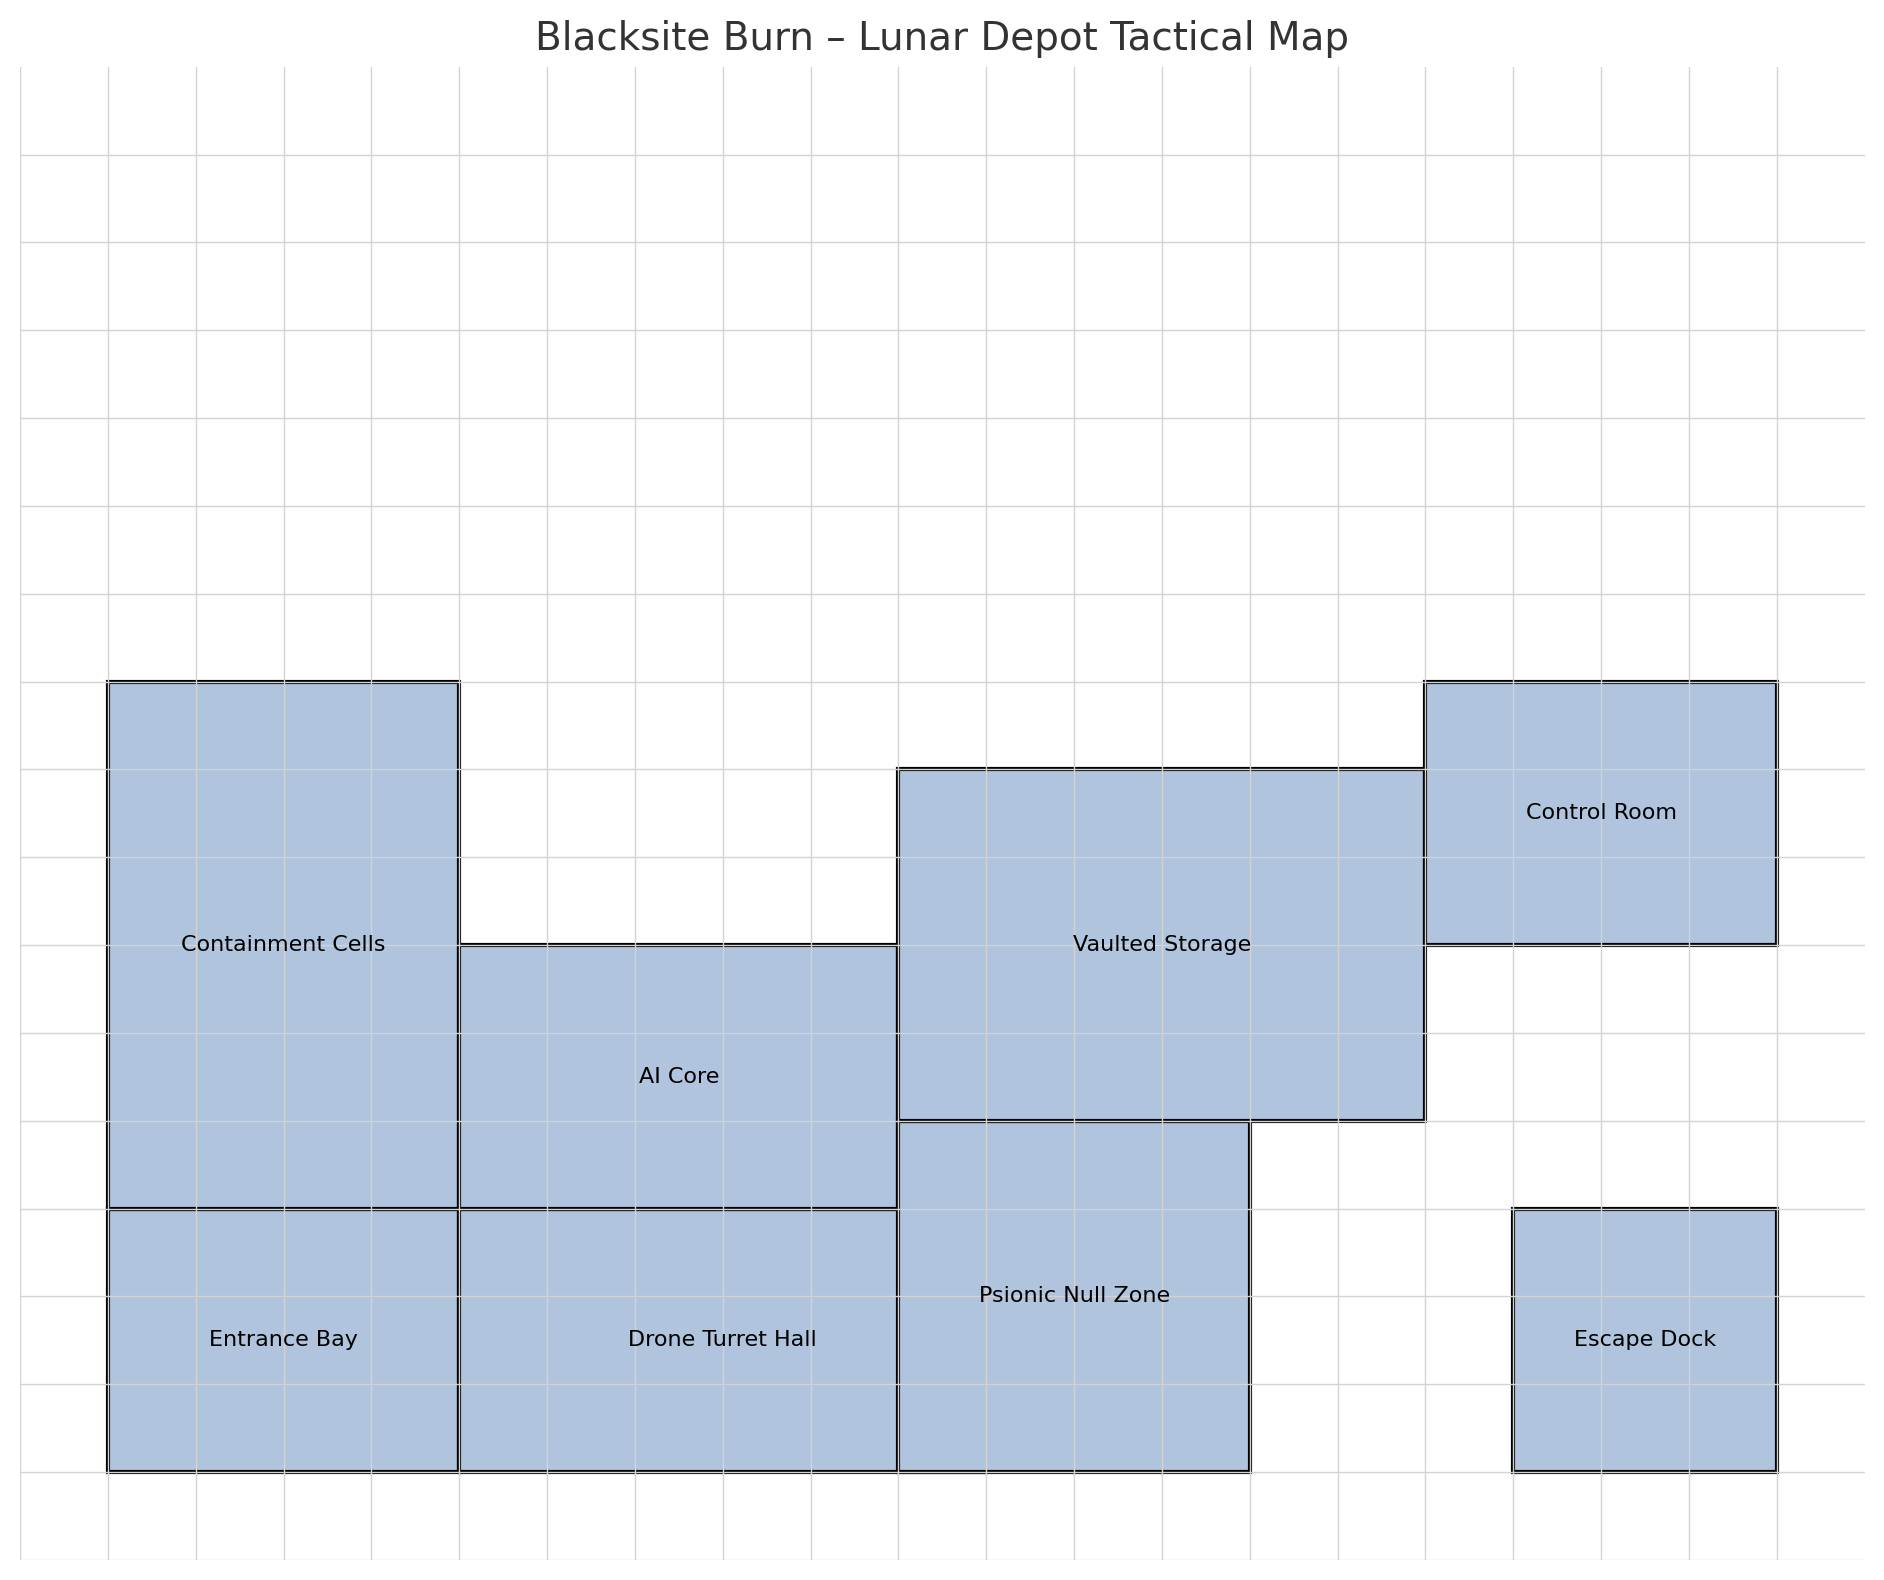 Blacksite Burn – Lunar Depot Tactical Map
Control Room
Containment Cells
Vaulted Storage
AI Core
Psionic Null Zone
Entrance Bay
Drone Turret Hall
Escape Dock